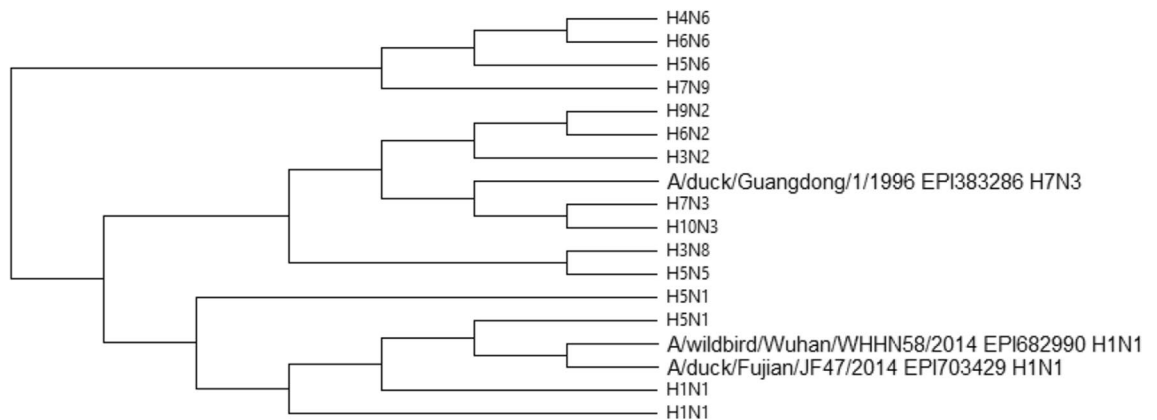 H4N6
H6N6
H5N6
H7N9
H9N2
H6N2
H3N2
A/duck/Guangdong/1/1996 EPI383286 H7N3
H7N3
H10N3
H3N8
H5N5
H5N1
H5N1
A/wildbird/Wuhan/WHHN58/2014 EPI682990 H1N1
A/duck/Fujian/JF47/2014 EPI703429 H1N1
H1N1
H1N1